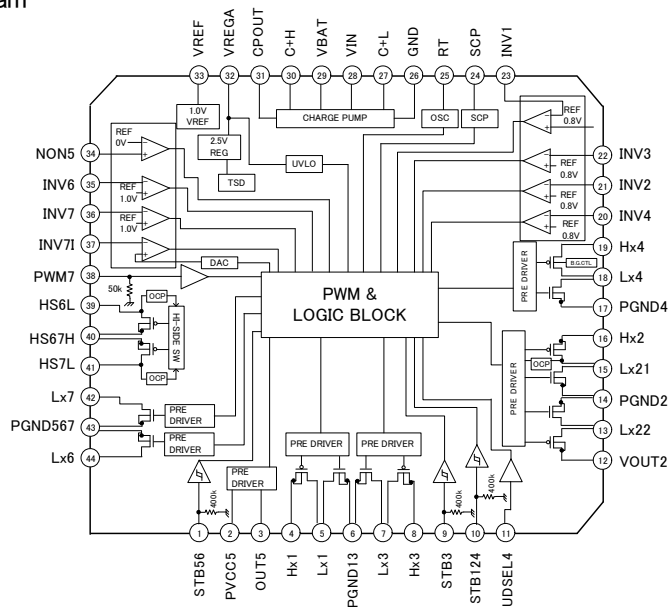 am
VREF
VREGA
CPOUT
C+H
VBAT
VIN
C+L
GND
RT
SCP
INV1
33
32
31
30
29
28
27
26
25
24
23
1.0V
VREF
CHARGE PUMP
OSC
SCP
REF
0.8V
REF
0V
2.5V
REG
UVLO
TSD
NON5
34
INV6
35
REF
1.0V
INV7
36
REF
1.0V
INV7I
37
DAC
PWM7
38
50k
HS6L
39
OCP
HS67H
40
HI-SIDE SW
HS7L
41
OCP
Lx7
42
PRE
DRIVER
PGND567
43
PRE
DRIVER
Lx6
44
PWM &
LOGIC BLOCK
22
INV3
REF
0.8V
21
INV2
REF
0.8V
20
INV4
REF
0.8V
19
Hx4
PRE DRIVER
B.G.CTL
18
Lx4
17
PGND4
16
Hx2
PRE DRIVER
OCP
15
Lx21
14
PGND2
13
Lx22
12
VOUT2
PRE
DRIVER
PRE DRIVER
PRE DRIVER
400k
400k
400k
1
2
3
4
5
6
7
8
9
10
11
STB56
PVCC5
OUT5
Hx1
Lx1
PGND13
Lx3
Hx3
STB3
STB124
UDSEL4